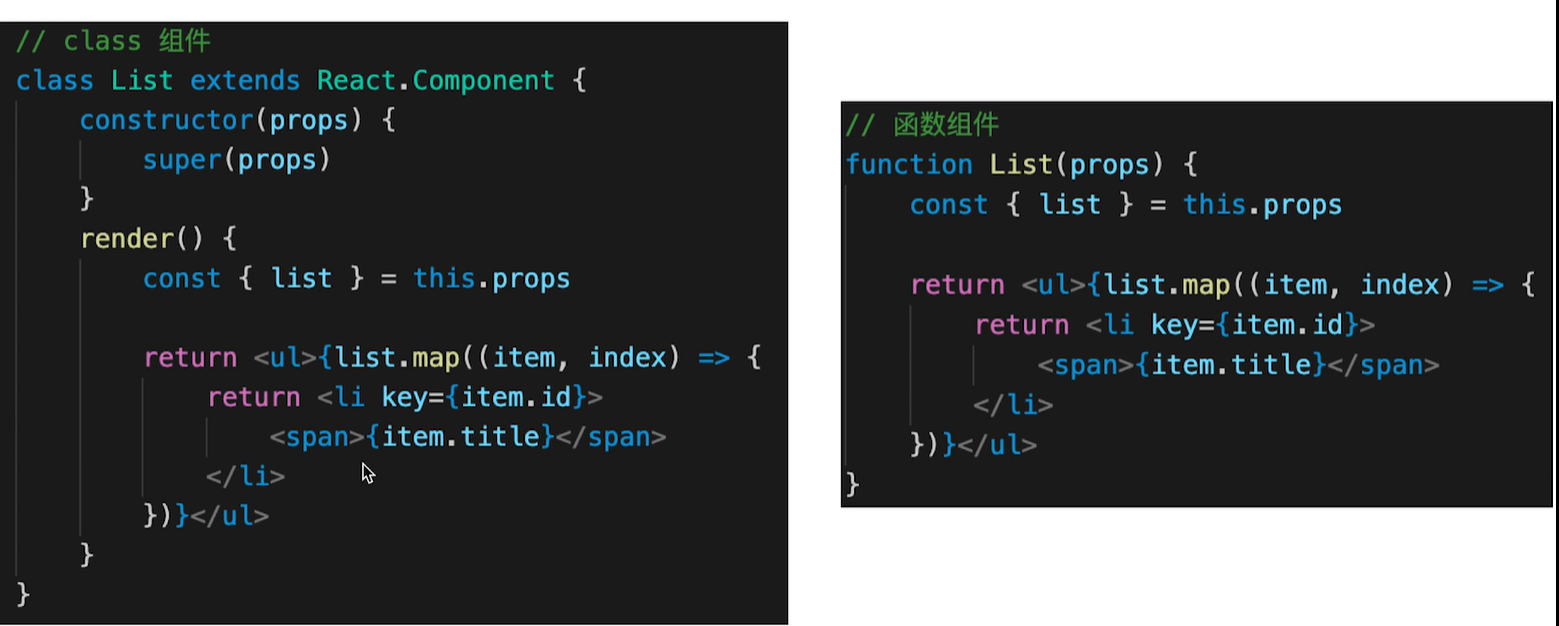 // class 组件
class List extends React.Component {
    constructor(props) {
        super(props)
    }
    render() {
        const { list } = this.props

        return <ul>{list.map((item, index) => {
            return <li key={item.id}>
                <span>{item.title}</span>
            </li>
        })}</ul>
    }
}
// 函数组件
function List(props) {
    const { list } = this.props

    return <ul>{list.map((item, index) => {
        return <li key={item.id}>
            <span>{item.title}</span>
        </li>
    })}</ul>
}